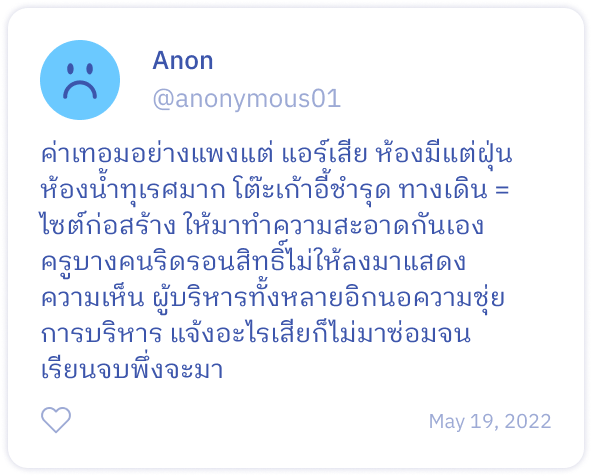 Anon
@anonymous01
ค่าเทอมอย่างแพงแต่ แอร์เสีย ห้องมีแต่ฝุ่น
ห้องน้ำทุเรศมาก โต๊ะเก้าอี้ชำรุด ทางเดิน =
ไซต์ก่อสร้าง ให้มาทำความสะอาดกันเอง
ครูบางคนริดรอนสิทธิ์ไม่ให้ลงมาแสดง
ความเห็น ผู้บริหารทั้งหลายอิกนอความชุ่ย
การบริหาร แจ้งอะไรเสียก็ไม่มาซ่อมจน
เรียนจบพึ่งจะมา
May 19, 2022